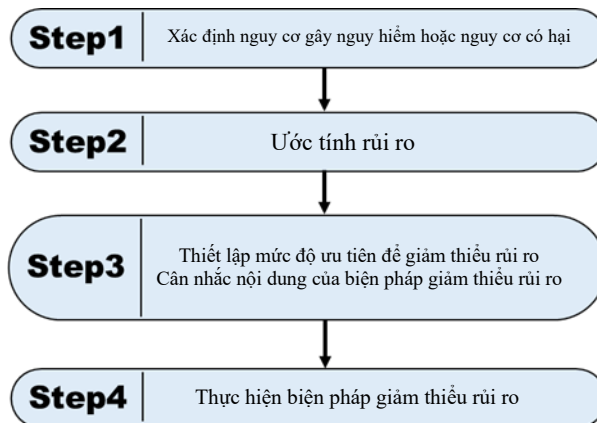 Step1 Xác định nguy cơ gây nguy hiểm hoặc nguy cơ có hại
Step2 Ước tính rủi ro
Step3 Thiết lập mức độ ưu tiên để giảm thiểu rủi ro
Cân nhắc nội dung của biện pháp giảm thiểu rủi ro
Step4 Thực hiện biện pháp giảm thiểu rủi ro